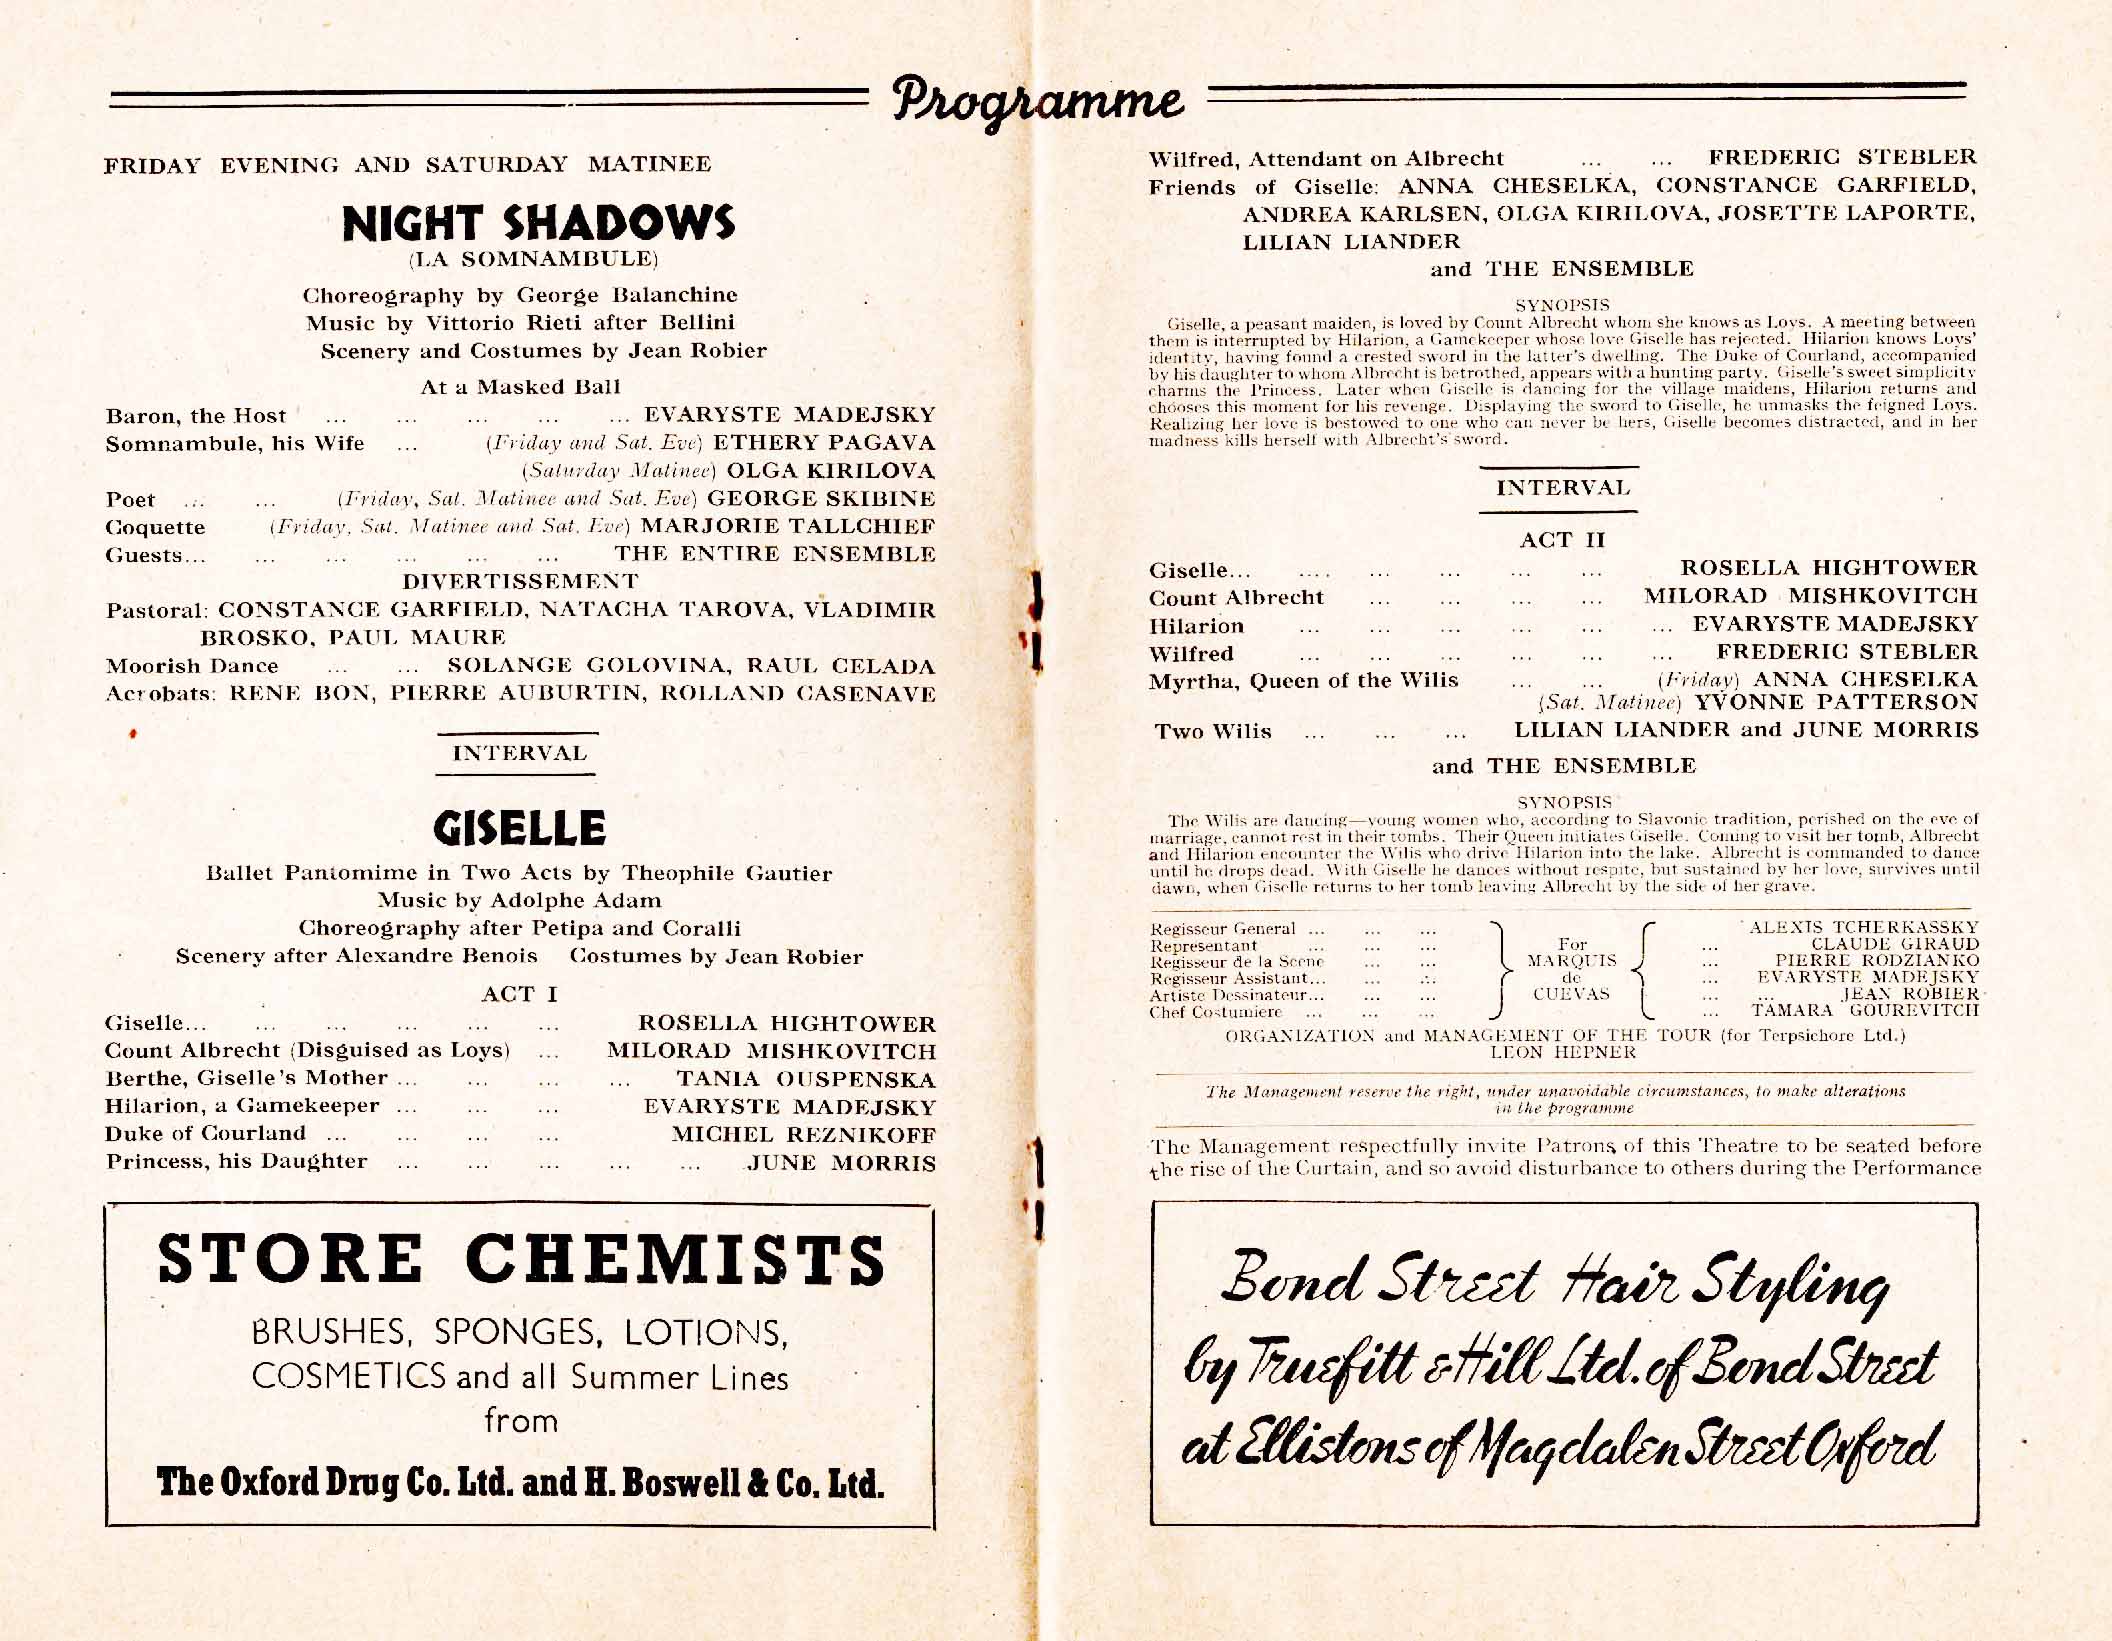 Programme
FRIDAY EVENING AND SATURDAY MATINEE
NIGHT SHADOWS
(LA SOMNAMBULE)
Choreography by George Balanchine
Music by Vittorio Rieti after Bellini
Scenery and Costumes by Jean Robier
At a Masked Ball
Baron, the Host ... ... ... ... ... EVARYSTE MADEJSKY
Somnambule, his Wife ... (Friday and Sat. Eve) ETHERY PAGAVA
(Saturday Matinee) OLGA KIRILOVA
Poet ... ... (Friday, Sat. Matinee and Sat. Eve) GEORGE SKIBINE
Coquette (Friday, Sat. Matinee and Sat. Eve) MARJORIE TALLCHIEF
Guests... ... ... ... ... ... THE ENTIRE ENSEMBLE
DIVERTISSEMENT
Pastoral: CONSTANCE GARFIELD, NATACHA TAROVA, VLADIMIR
BROSKO, PAUL MAURE
Moorish Dance ... ... SOLANGE GOLOVINA, RAUL CELADA
Acrobats: RENE BON, PIERRE AUBURTIN, ROLLAND CASENAVE
INTERVAL
GISELLE
Ballet Pantomime in Two Acts by Theophile Gautier
Music by Adolphe Adam
Choreography after Petipa and Coralli
Scenery after Alexandre Benois Costumes by Jean Robier
ACT I
Giselle... ... ... ... ... ... ROSELLA HIGHTOWER
Count Albrecht (Disguised as Loys) ... MILORAD MISHKOVITCH
Berthe, Giselle's Mother ... ... ... ... TANIA OUSPENSKA
Hilarion, a Gamekeeper ... ... ... EVARYSTE MADEJSKY
Duke of Courland ... ... ... ... MICHEL REZNIKOFF
Princess, his Daughter ... ... ... ... ... JUNE MORRIS
STORE CHEMISTS
BRUSHES, SPONGES, LOTIONS,
COSMETICS and all Summer Lines
from
The Oxford Drug Co. Ltd. and H. Boswell & Co. Ltd.
Wilfred, Attendant on Albrecht ... ... FREDERIC STEBLER
Friends of Giselle: ANNA CHESELKA, CONSTANCE GARFIELD,
ANDREA KARLSEN, OLGA KIRILOVA, JOSETTE LAPORTE,
LILIAN LIANDER
and THE ENSEMBLE
SYNOPSIS
Giselle, a peasant maiden, is loved by Count Albrecht whom she knows as Loys. A meeting between
them is interrupted by Hilarion, a Gamekeeper whose love Giselle has rejected. Hilarion knows Loys'
identity, having found a crested sword in the latter's dwelling. The Duke of Courland, accompanied
by his daughter to whom Albrecht is betrothed, appears with a hunting party. Giselle's sweet simplicity
charms the Princess. Later when Giselle is dancing for the village maidens, Hilarion returns and
chooses this moment for his revenge. Displaying the sword to Giselle, he unmasks the feigned Loys.
Realizing her love is bestowed to one who can never be hers, Giselle becomes distracted, and in her
madness kills herself with Albrecht's sword.
INTERVAL
ACT II
Giselle... .... ... ... ... ... ROSELLA HIGHTOWER
Count Albrecht ... ... ... ... MILORAD MISHKOVITCH
Hilarion ... ... ... ... ... ... EVARYSTE MADEJSKY
Wilfred ... ... ... ... ... ... FREDERIC STEBLER
Myrtha, Queen of the Wilis ... ... (Friday) ANNA CHESELKA
(Sat. Matinee) YVONNE PATTERSON
Two Wilis ... ... ... LILIAN LIANDER and JUNE MORRIS
and THE ENSEMBLE
SYNOPSIS
The Wilis are dancing—young women who, according to Slavonic tradition, perished on the eve of
marriage, cannot rest in their tombs. Their Queen initiates Giselle. Coming to visit her tomb, Albrecht
and Hilarion encounter the Wilis who drive Hilarion into the lake. Albrecht is commanded to dance
until he drops dead. With Giselle he dances without respite, but sustained by her love, survives until
dawn, when Giselle returns to her tomb leaving Albrecht by the side of her grave.
Regisseur General ... ... ... ALEXIS TCHERKASSKY
Representant ... ... ... For ... CLAUDE GIRAUD
Regisseur de la Scene ... ... MARQUIS ... PIERRE RODZIANKO
Regisseur Assistant... ... ... de ... EVARYSTE MADEJSKY
Artiste Dessinateur... ... ... CUEVAS ... ... JEAN ROBIER
Chef Costumiere ... ... ... ... TAMARA GOUREVITCH
ORGANIZATION and MANAGEMENT OF THE TOUR (for Terpsichore Ltd.)
LEON HEPNER
The Management reserve the right, under unavoidable circumstances, to make alterations
in the programme
The Management respectfully invite Patrons of this Theatre to be seated before
the rise of the Curtain, and so avoid disturbance to others during the Performance
Bond Street Hair Styling
by Truefitt & Hill Ltd. of Bond Street
at Ellistons of Magdalen Street Oxford